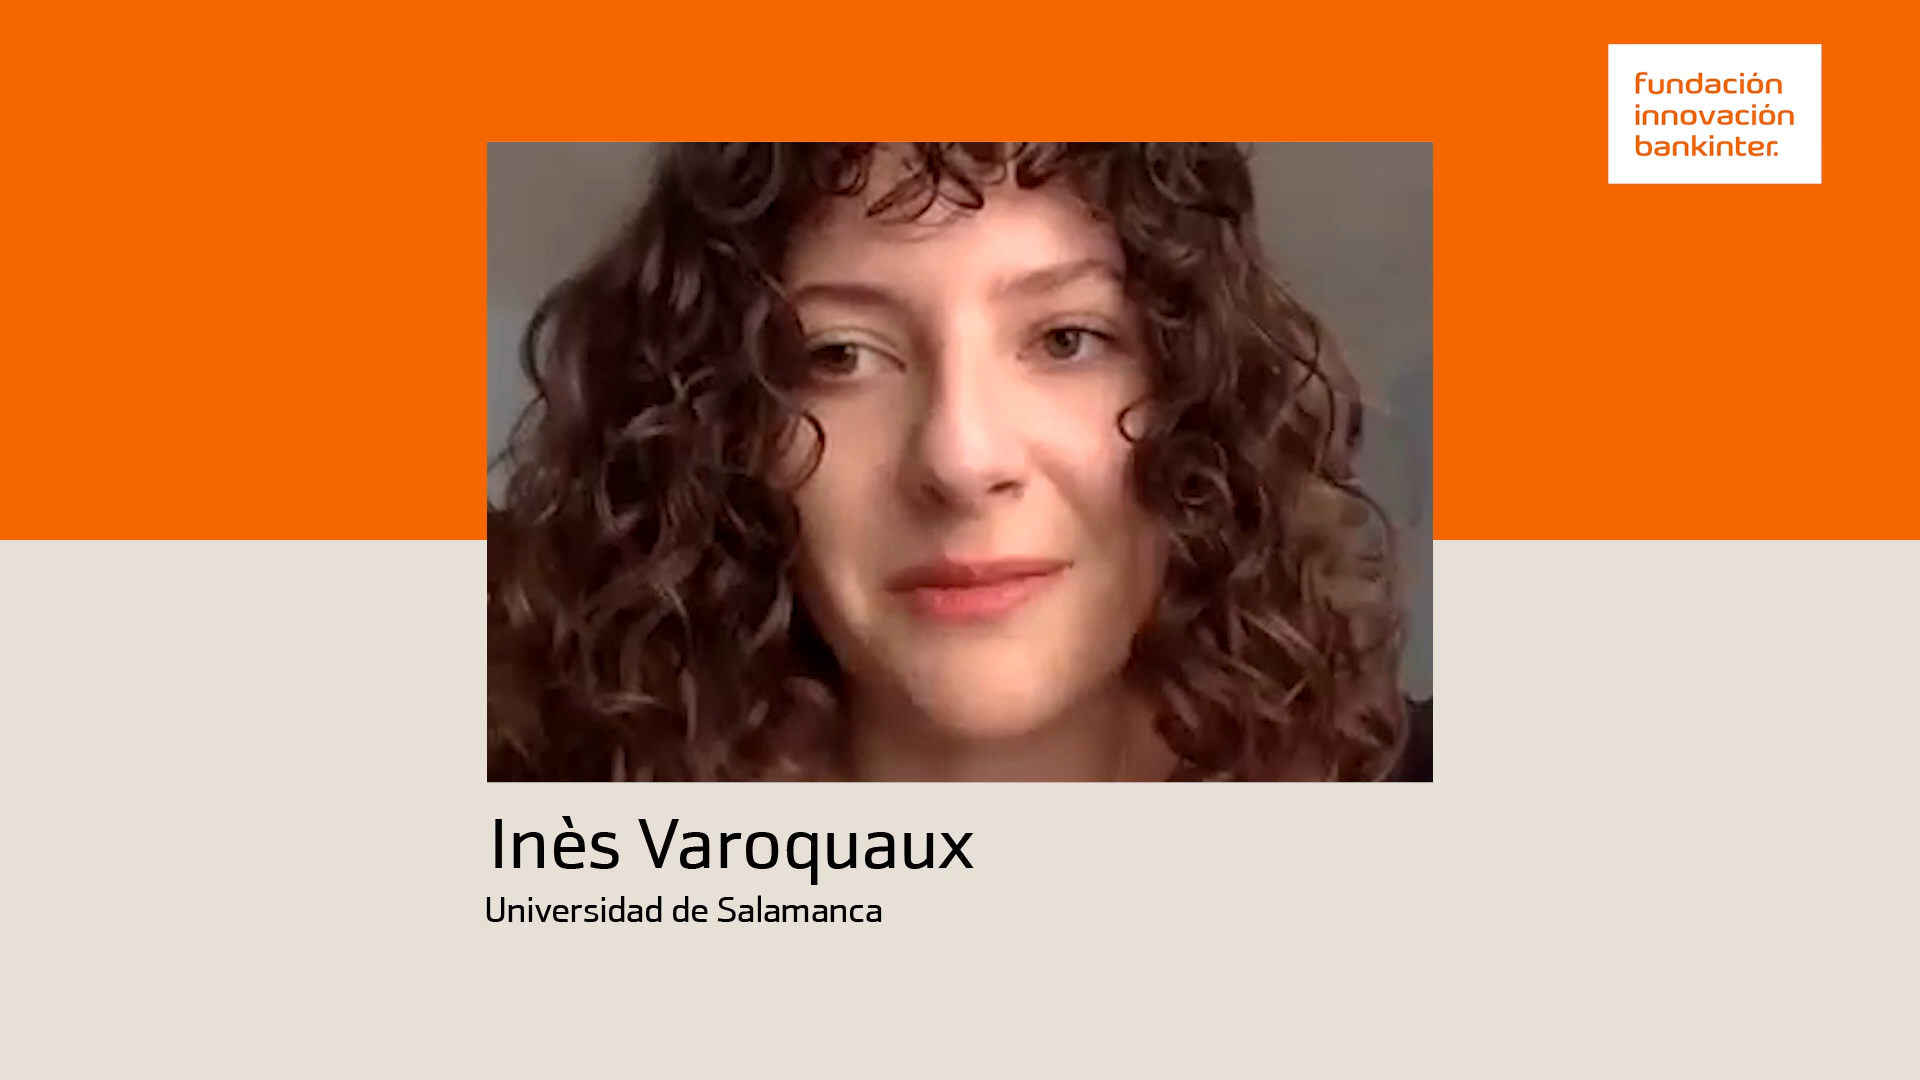 fundación
innovación
bankinter.
Inès Varoquaux
Universidad de Salamanca